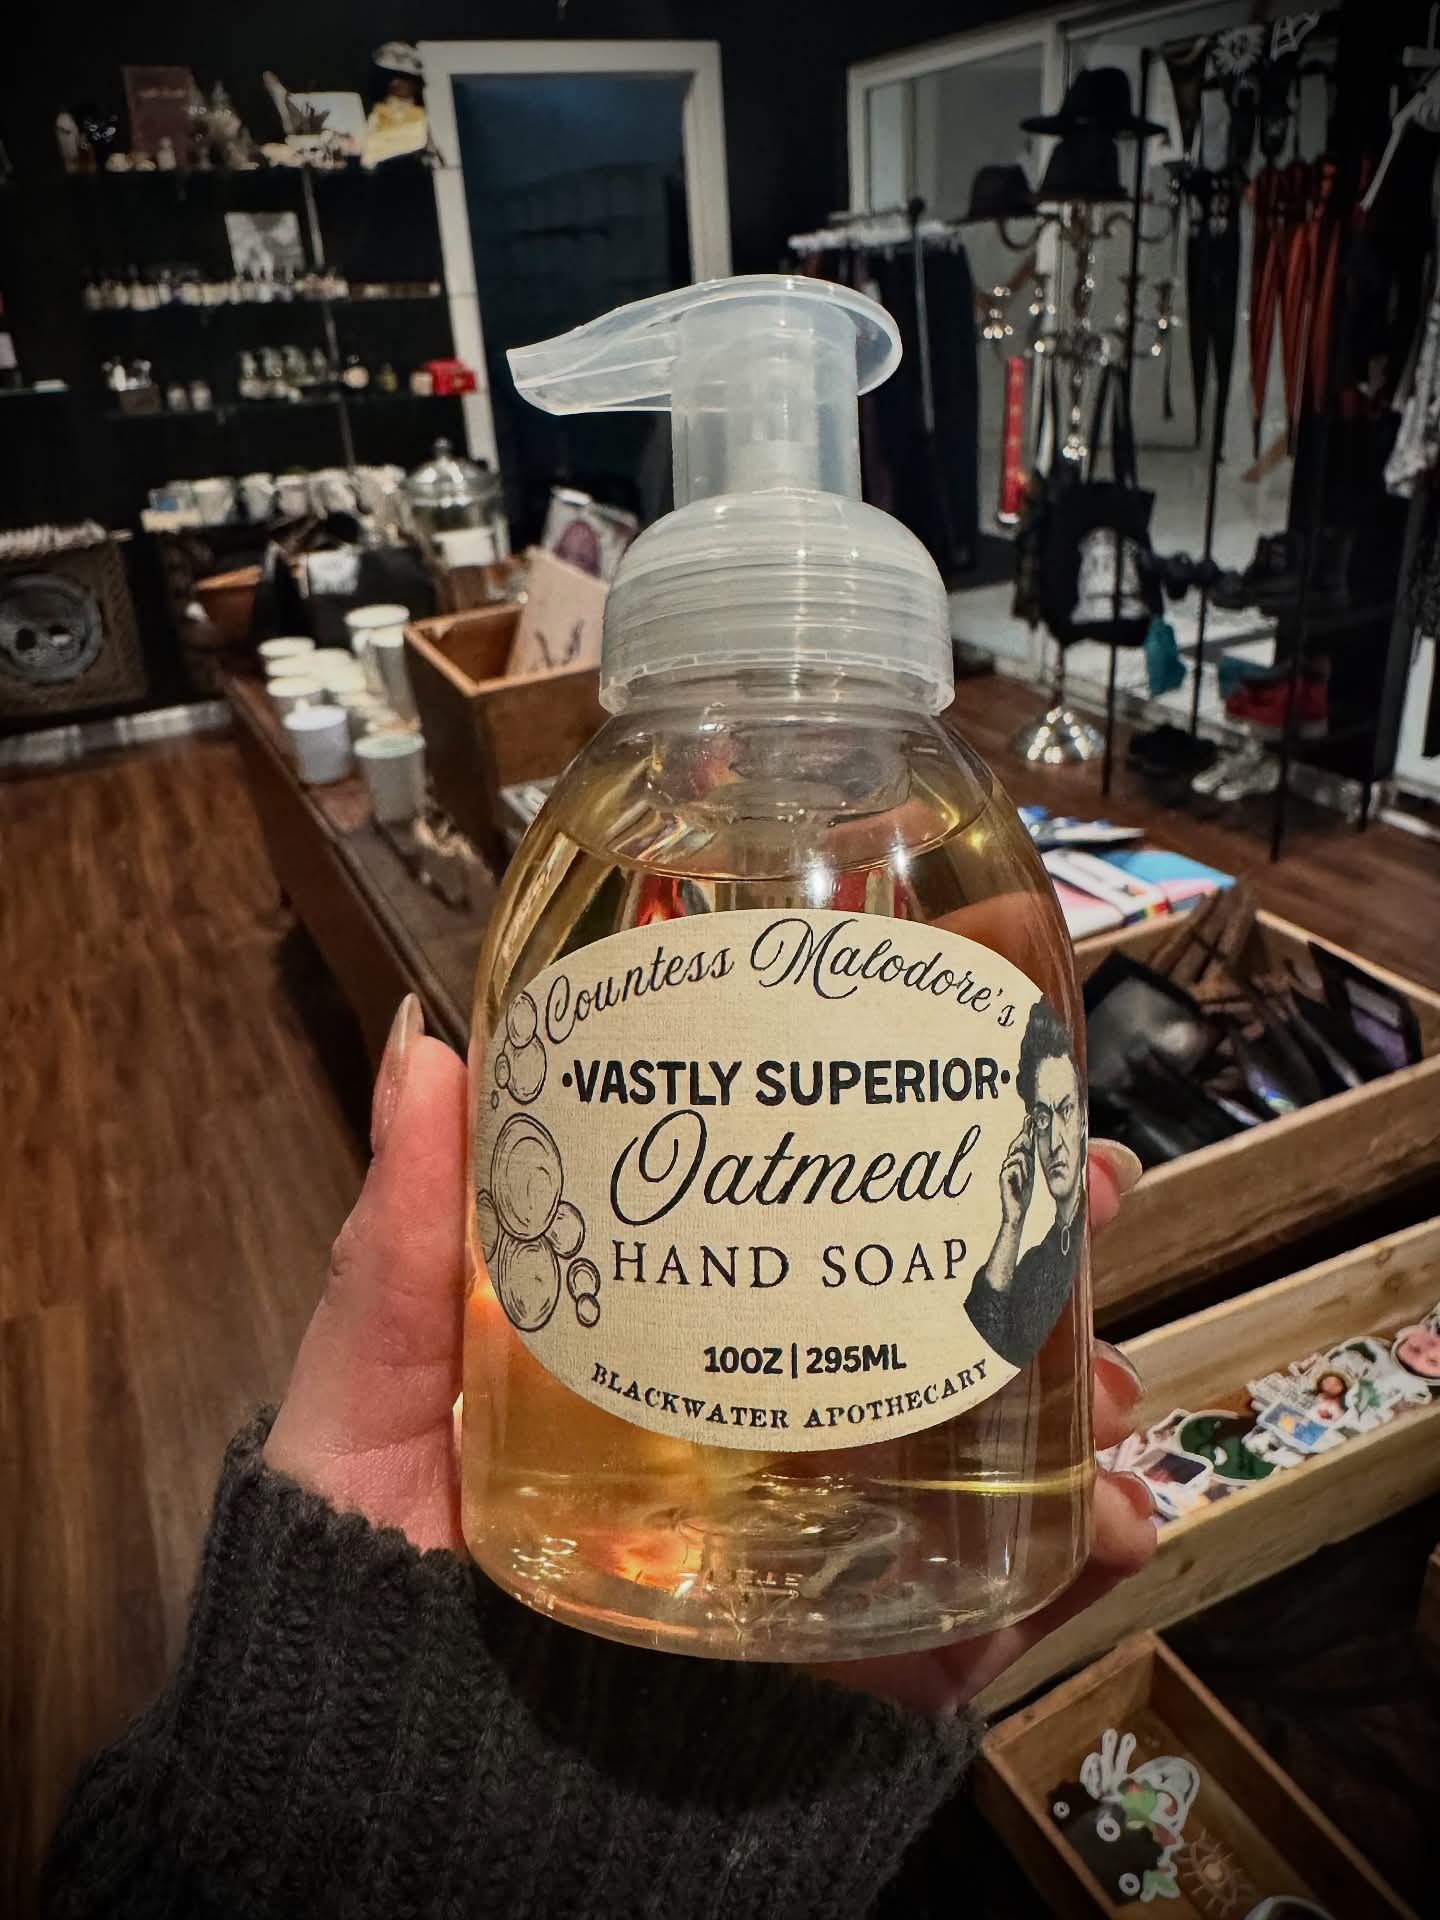 Countess Malodore's
·VASTLY SUPERIOR·
Oatmeal
HAND SOAP
10OZ | 295ML
BLACKWATER APOTHECARY